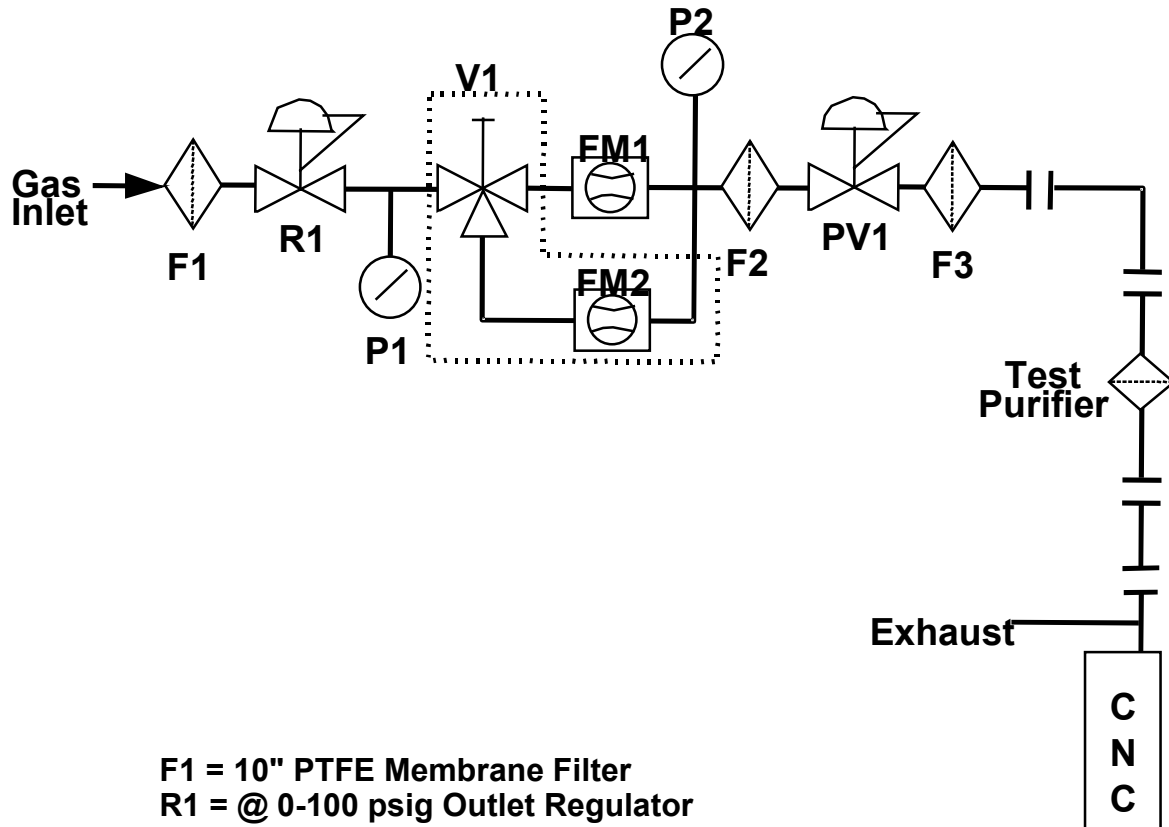 P2
V1
FM1
Gas
Inlet
F1
R1
P1
FM2
F2
PV1
F3
Test
Purifier
Exhaust
C
N
C
F1 = 10" PTFE Membrane Filter
R1 = @ 0-100 psig Outlet Regulator